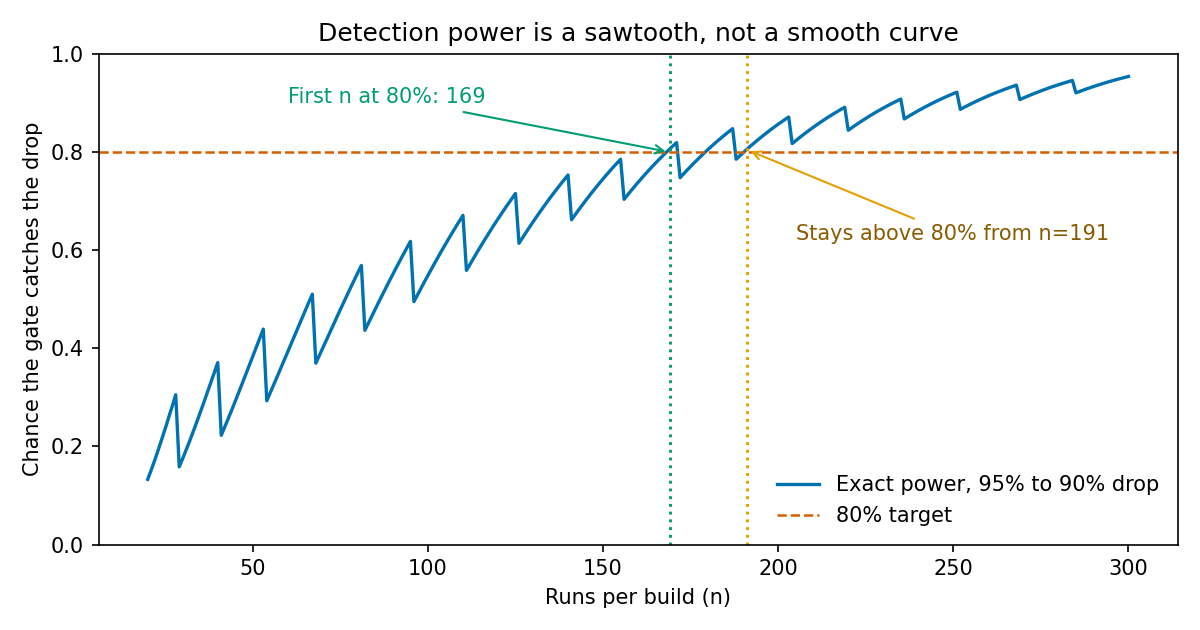 Detection power is a sawtooth, not a smooth curve
Chance the gate catches the drop
1.0
0.8
0.6
0.4
0.2
0.0
First n at 80%: 169
Stays above 80% from n=191
Exact power, 95% to 90% drop
80% target
50
100
150
200
250
300
Runs per build (n)